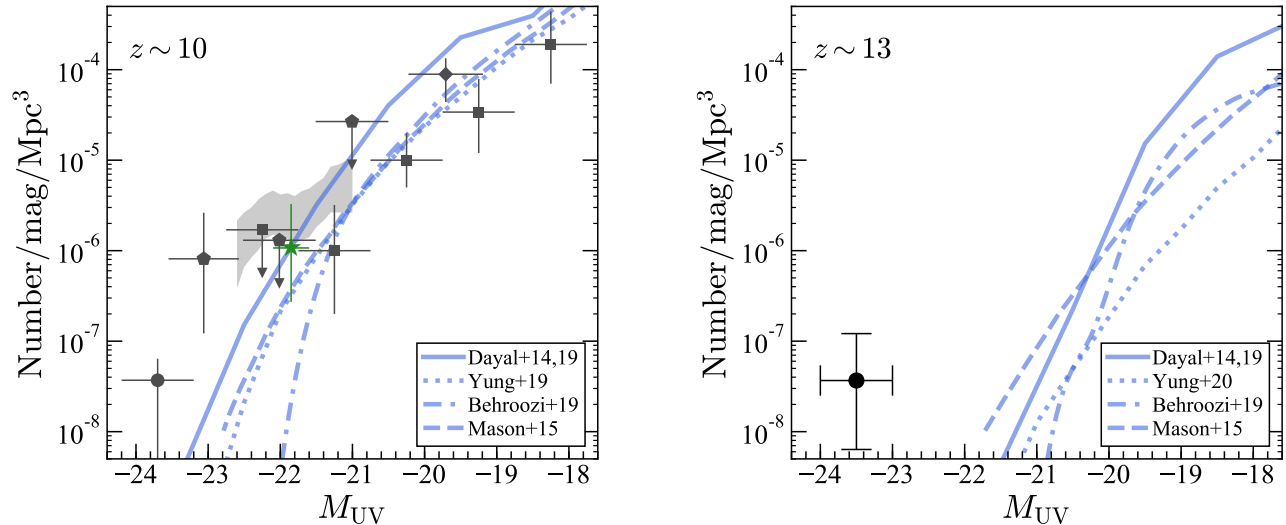 z ~ 10
Number/mag/Mpc³
10⁻⁴
10⁻⁵
10⁻⁶
10⁻⁷
10⁻⁸
Dayal+14,19
Yung+19
Behroozi+19
Mason+15
−24 −23 −22 −21 −20 −19 −18
M_UV
z ~ 13
Number/mag/Mpc³
10⁻⁴
10⁻⁵
10⁻⁶
10⁻⁷
10⁻⁸
Dayal+14,19
Yung+20
Behroozi+19
Mason+15
−24 −23 −22 −21 −20 −19 −18
M_UV